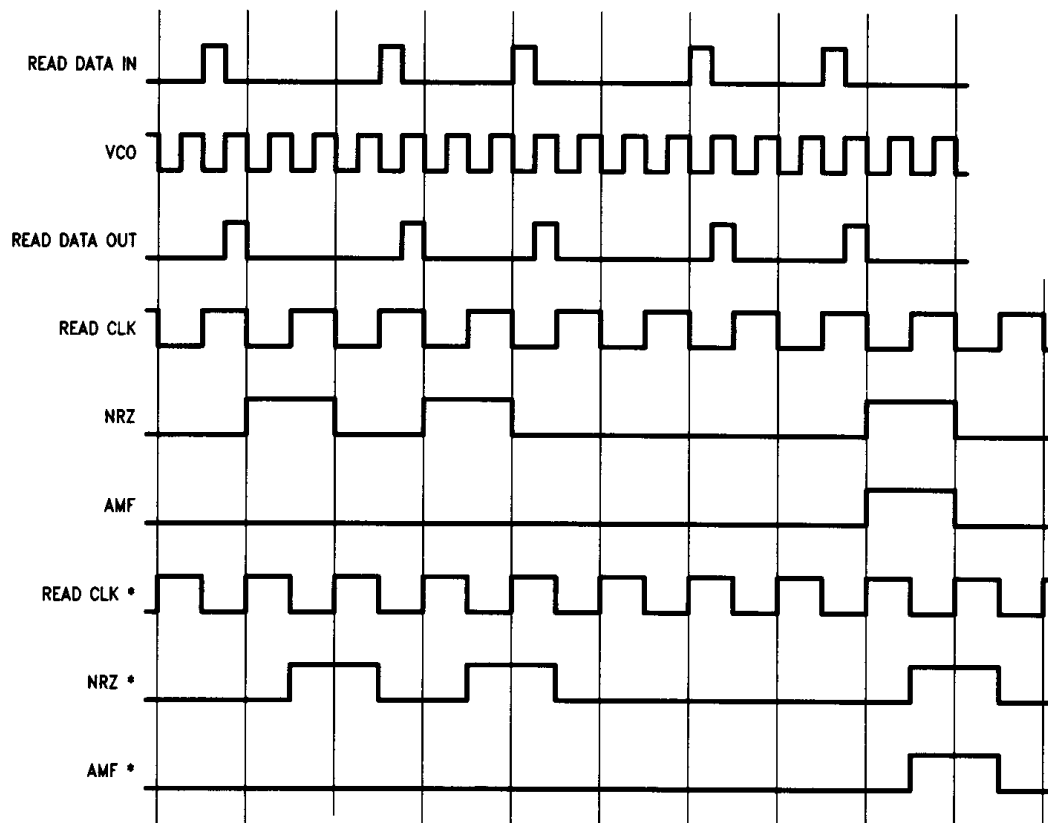 READ DATA IN
VCO
READ DATA OUT
READ CLK
NRZ
AMF
READ CLK *
NRZ *
AMF *